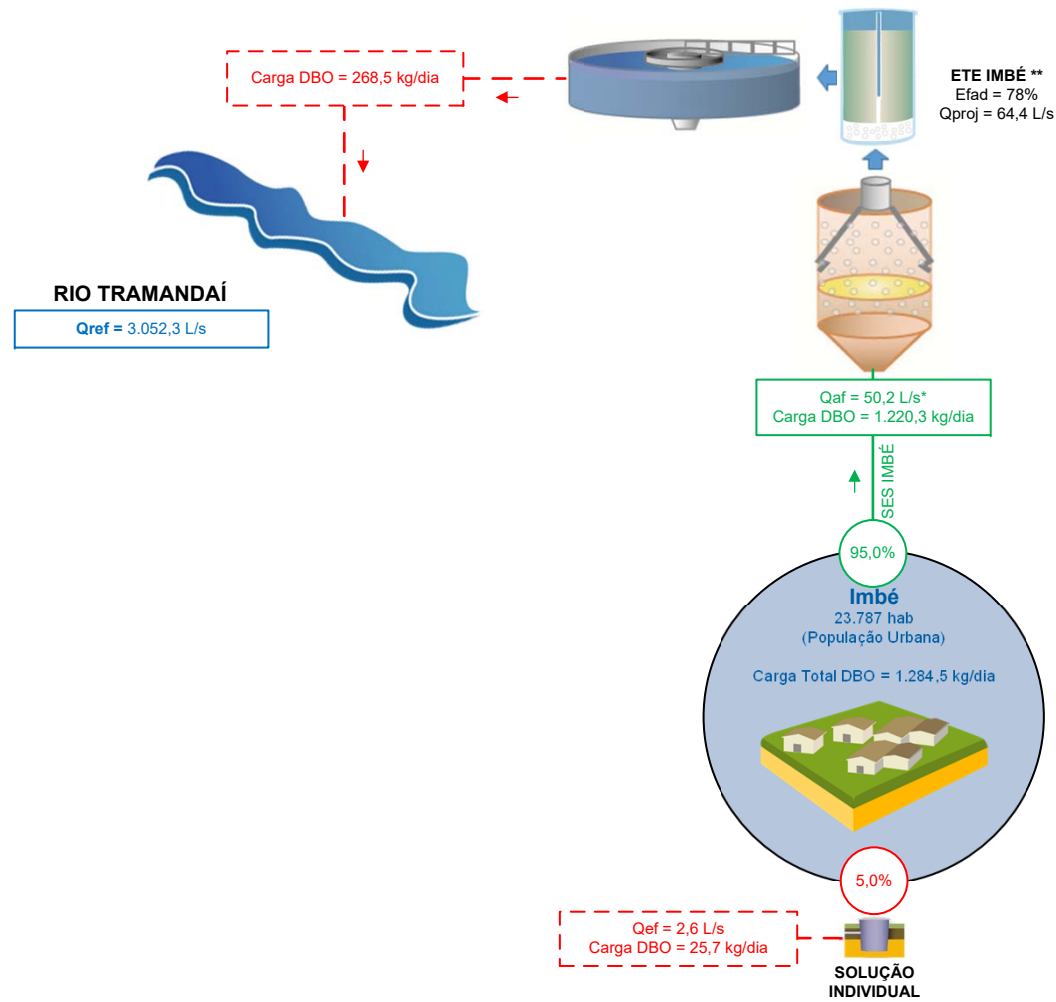 Carga DBO = 268,5 kg/dia
ETE IMBÉ **
Efad = 78%
Qproj = 64,4 L/s
RIO TRAMANDAÍ
Qref = 3.052,3 L/s
Qaf = 50,2 L/s*
Carga DBO = 1.220,3 kg/dia
SES IMBÉ
95,0%
Imbé
23.787 hab
(População Urbana)
Carga Total DBO = 1.284,5 kg/dia
5,0%
Qef = 2,6 L/s
Carga DBO = 25,7 kg/dia
SOLUÇÃO
INDIVIDUAL